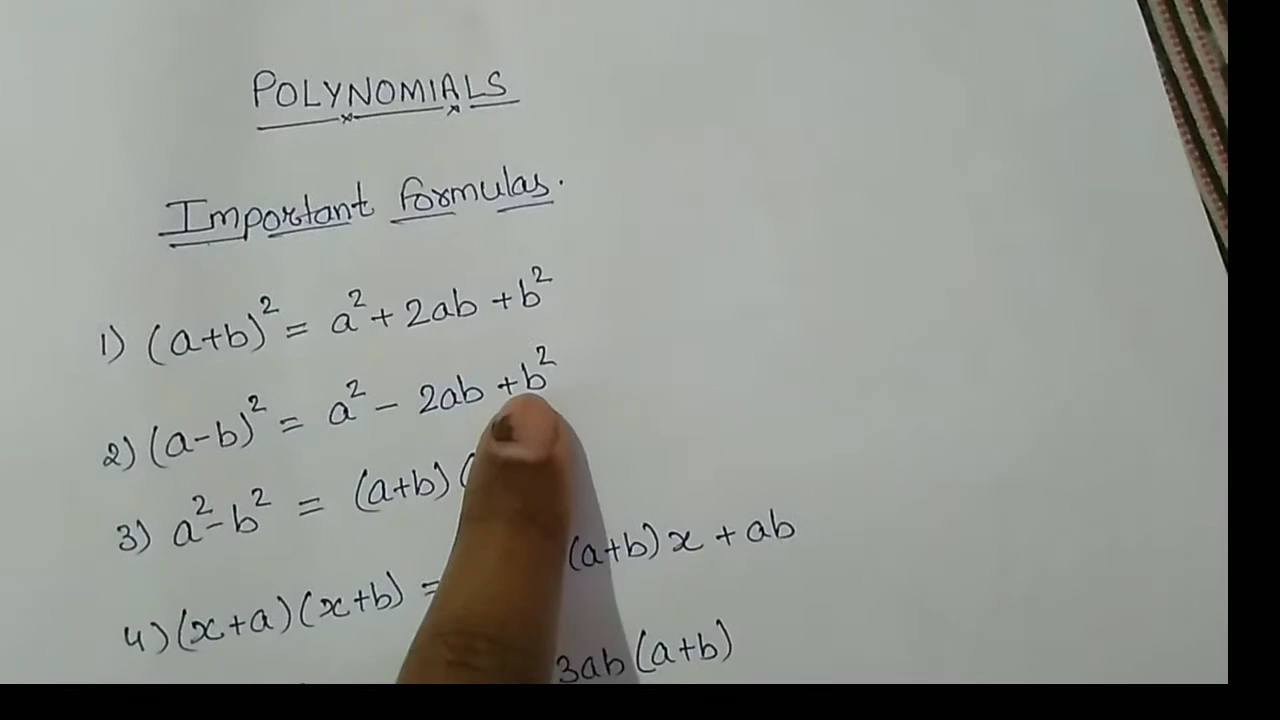 POLYNOMIALS
Important formulas.
1) (a+b)² = a² + 2ab + b²
2) (a-b)² = a² - 2ab + b²
3) a² - b² = (a+b)(
4) (x+a)(x+b) = (a+b)x + ab
3ab(a+b)